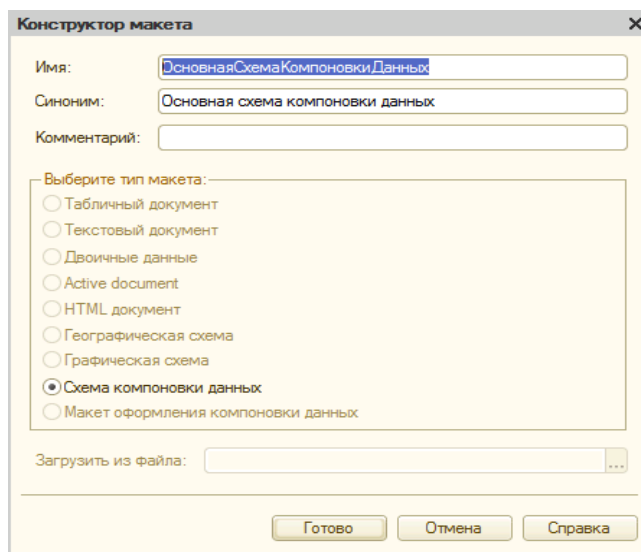 Конструктор макета
Имя: ОсновнаяСхемаКомпоновкиДанных
Синоним: Основная схема компоновки данных
Комментарий:
Выберите тип макета:
Табличный документ
Текстовый документ
Двоичные данные
Active document
HTML документ
Географическая схема
Графическая схема
Схема компоновки данных
Макет оформления компоновки данных
Загрузить из файла: ...
Готово Отмена Справка